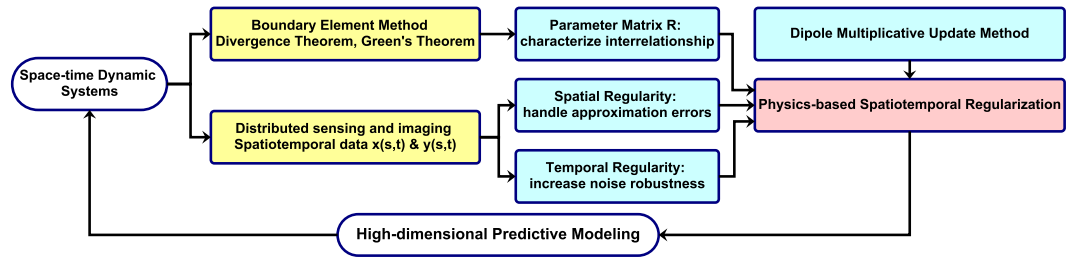 Space-time Dynamic
Systems
Boundary Element Method
Divergence Theorem, Green's Theorem
Distributed sensing and imaging
Spatiotemporal data x(s,t) & y(s,t)
Parameter Matrix R:
characterize interrelationship
Spatial Regularity:
handle approximation errors
Temporal Regularity:
increase noise robustness
Dipole Multiplicative Update Method
Physics-based Spatiotemporal Regularization
High-dimensional Predictive Modeling